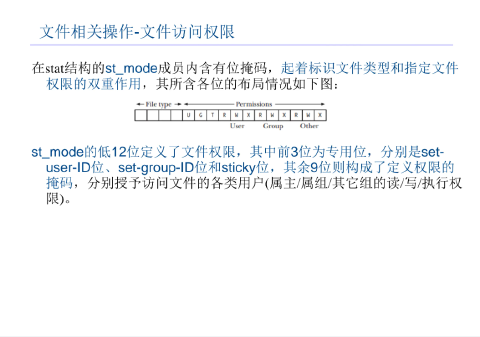 文件相关操作-文件访问权限
在stat结构的st_mode成员内含有位掩码，起着标识文件类型和指定文件
权限的双重作用，其所含各位的布局情况如下图：
File type Permissions
U G T R W X R W X R W X
User Group Other
st_mode的低12位定义了文件权限，其中前3位为专用位，分别是set-
user-ID位、set-group-ID位和sticky位，其余9位则构成了定义权限的
掩码，分别授予访问文件的各类用户(属主/属组/其它组的读/写/执行权
限)。